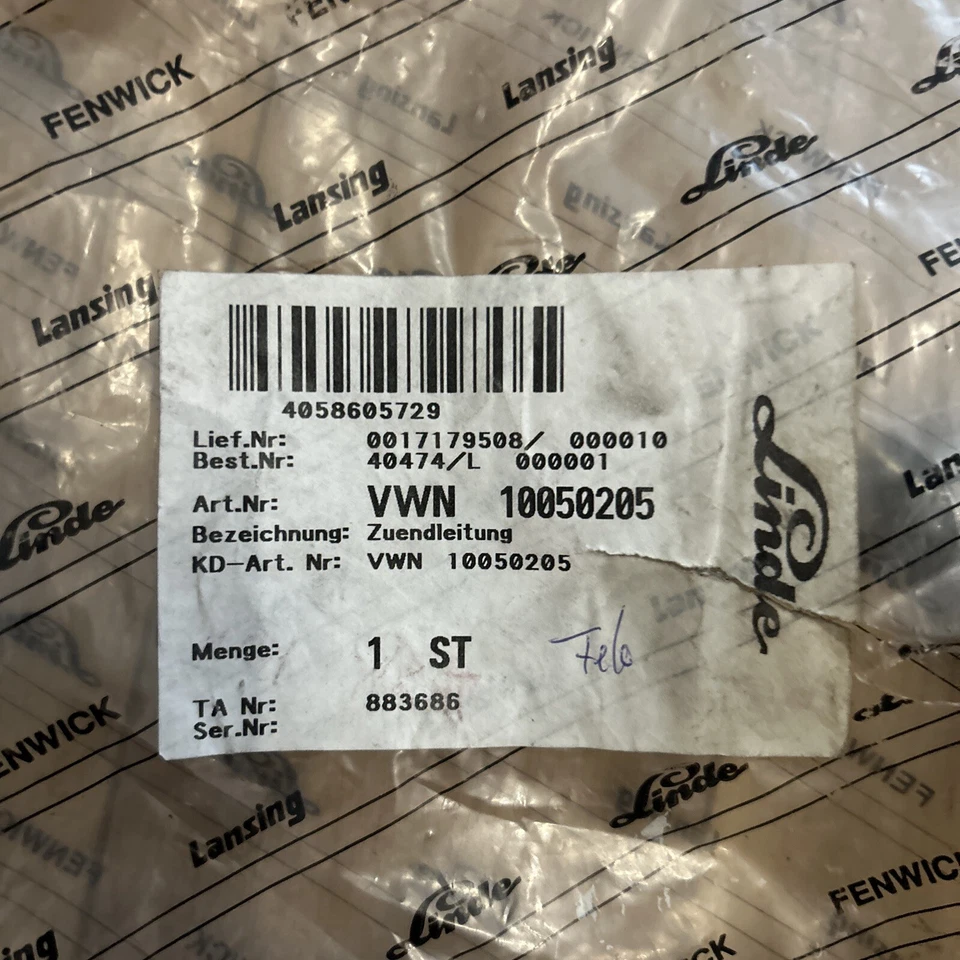 FENWICK
Lansing
Linde
Lansing
FENWICK
Lansing
4058605729
Lief.Nr: 0017179508/ 000010
Best.Nr: 40474/L 000001
Art.Nr: VWN 10050205
Bezeichnung: Zuendleitung
KD-Art. Nr: VWN 10050205
Menge: 1 ST
TA Nr: 883686
Ser.Nr:
Linde
Linde
FENWICK
Linde
Lansing
Linde
FENWICK